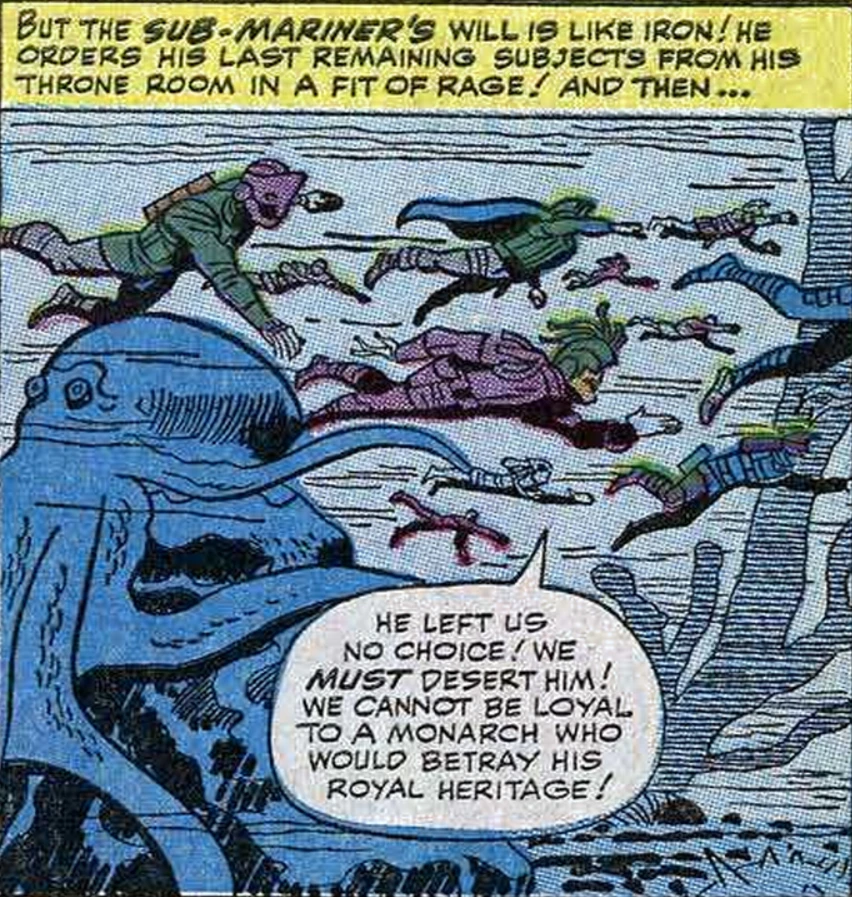 BUT THE SUB-MARINER'S WILL IS LIKE IRON! HE
ORDERS HIS LAST REMAINING SUBJECTS FROM HIS
THRONE ROOM IN A FIT OF RAGE! AND THEN...
HE LEFT US
NO CHOICE! WE
MUST DESERT HIM!
WE CANNOT BE LOYAL
TO A MONARCH WHO
WOULD BETRAY HIS
ROYAL HERITAGE!